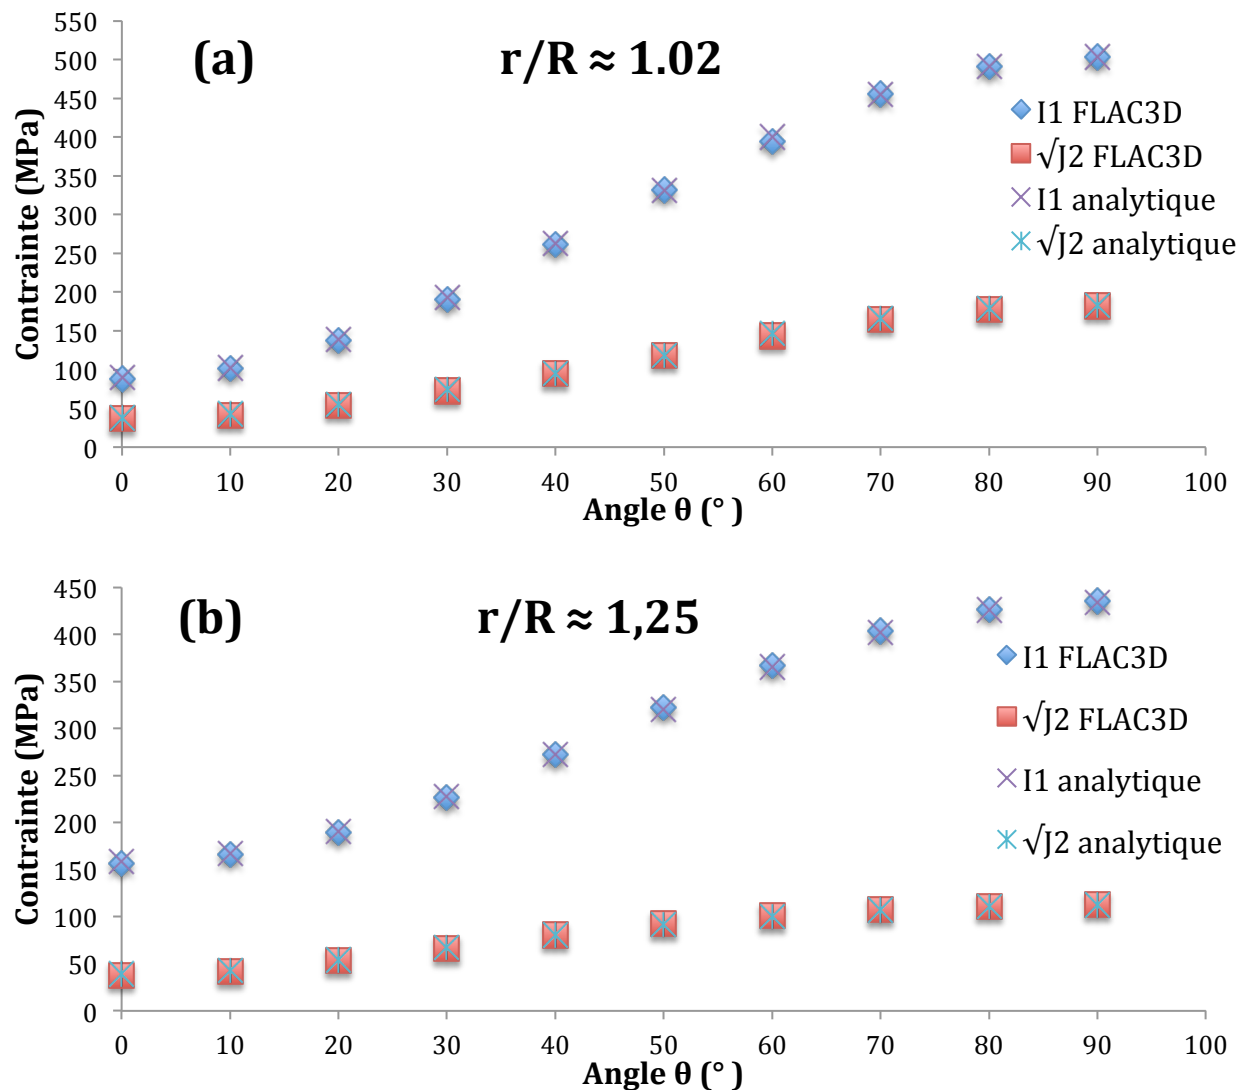 (a)
r/R ≈ 1.02
Contrainte (MPa)
550
500
450
400
350
300
250
200
150
100
50
0
0 10 20 30 40 50 60 70 80 90 100
Angle θ (° )
I1 FLAC3D
√J2 FLAC3D
I1 analytique
√J2 analytique
(b)
r/R ≈ 1,25
Contrainte (MPa)
450
400
350
300
250
200
150
100
50
0
0 10 20 30 40 50 60 70 80 90 100
Angle θ (° )
I1 FLAC3D
√J2 FLAC3D
I1 analytique
√J2 analytique